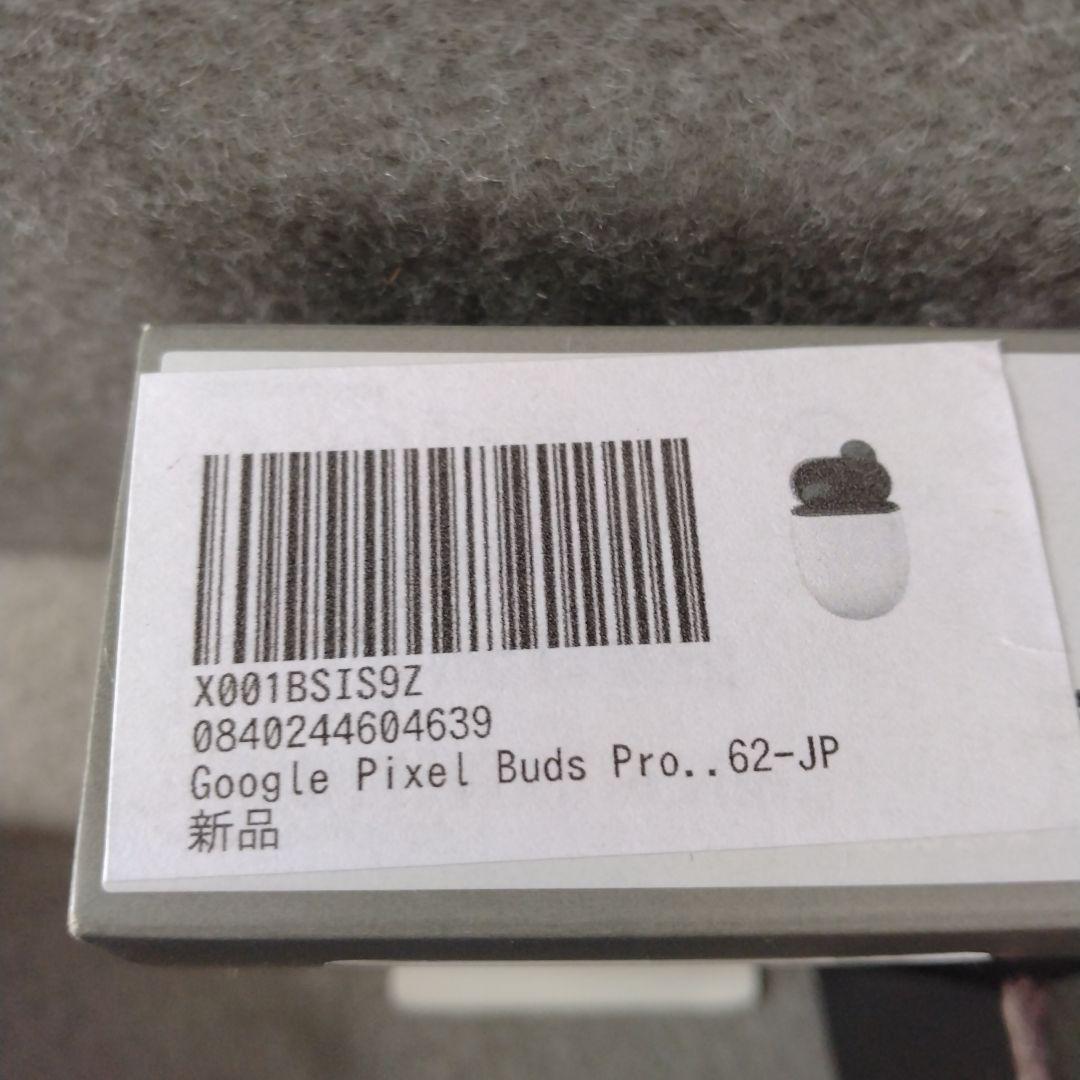 X001BSIS9Z
0840244604639
Google Pixel Buds Pro..62-JP
新品